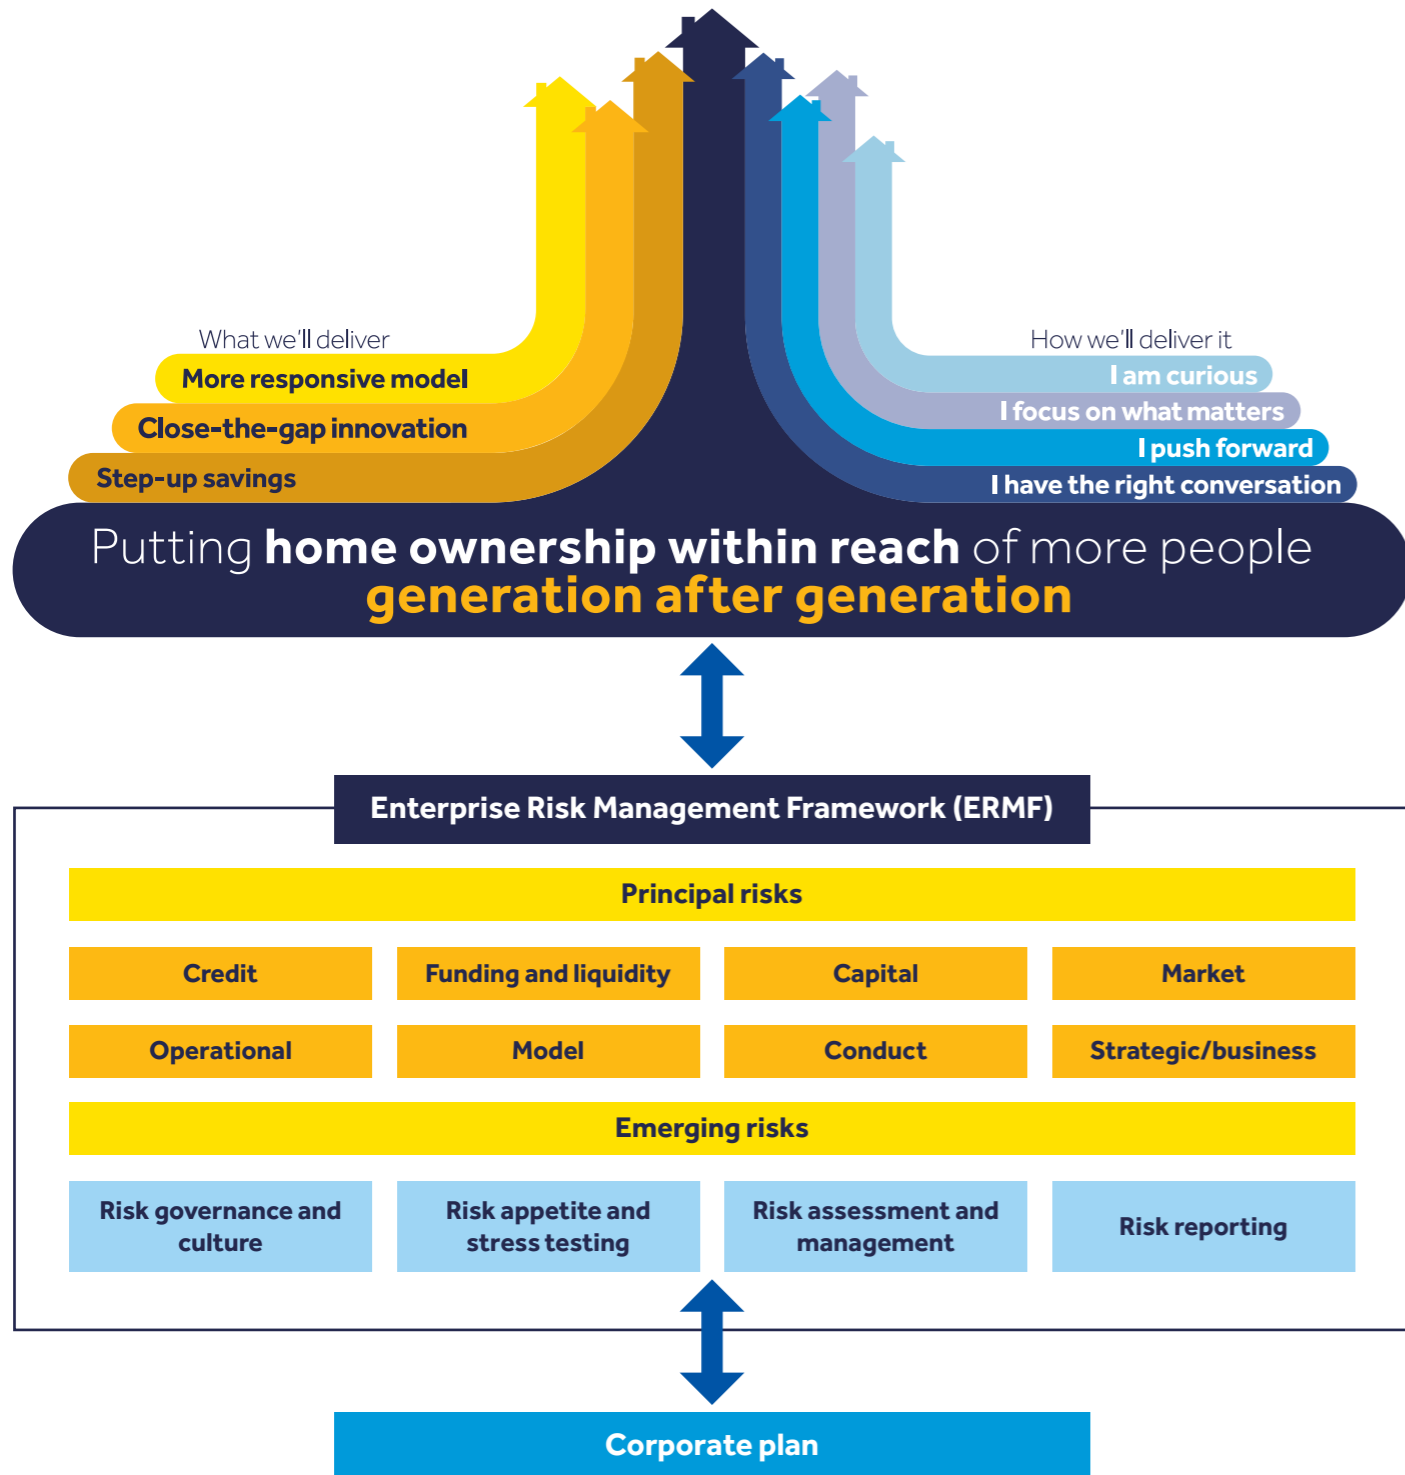 What we'll deliver
More responsive model
Close-the-gap innovation
Step-up savings
How we'll deliver it
I am curious
I focus on what matters
I push forward
I have the right conversation
Putting home ownership within reach of more people
generation after generation
Enterprise Risk Management Framework (ERMF)
Principal risks
Credit
Funding and liquidity
Capital
Market
Operational
Model
Conduct
Strategic/business
Emerging risks
Risk governance and
culture
Risk appetite and
stress testing
Risk assessment and
management
Risk reporting
Corporate plan